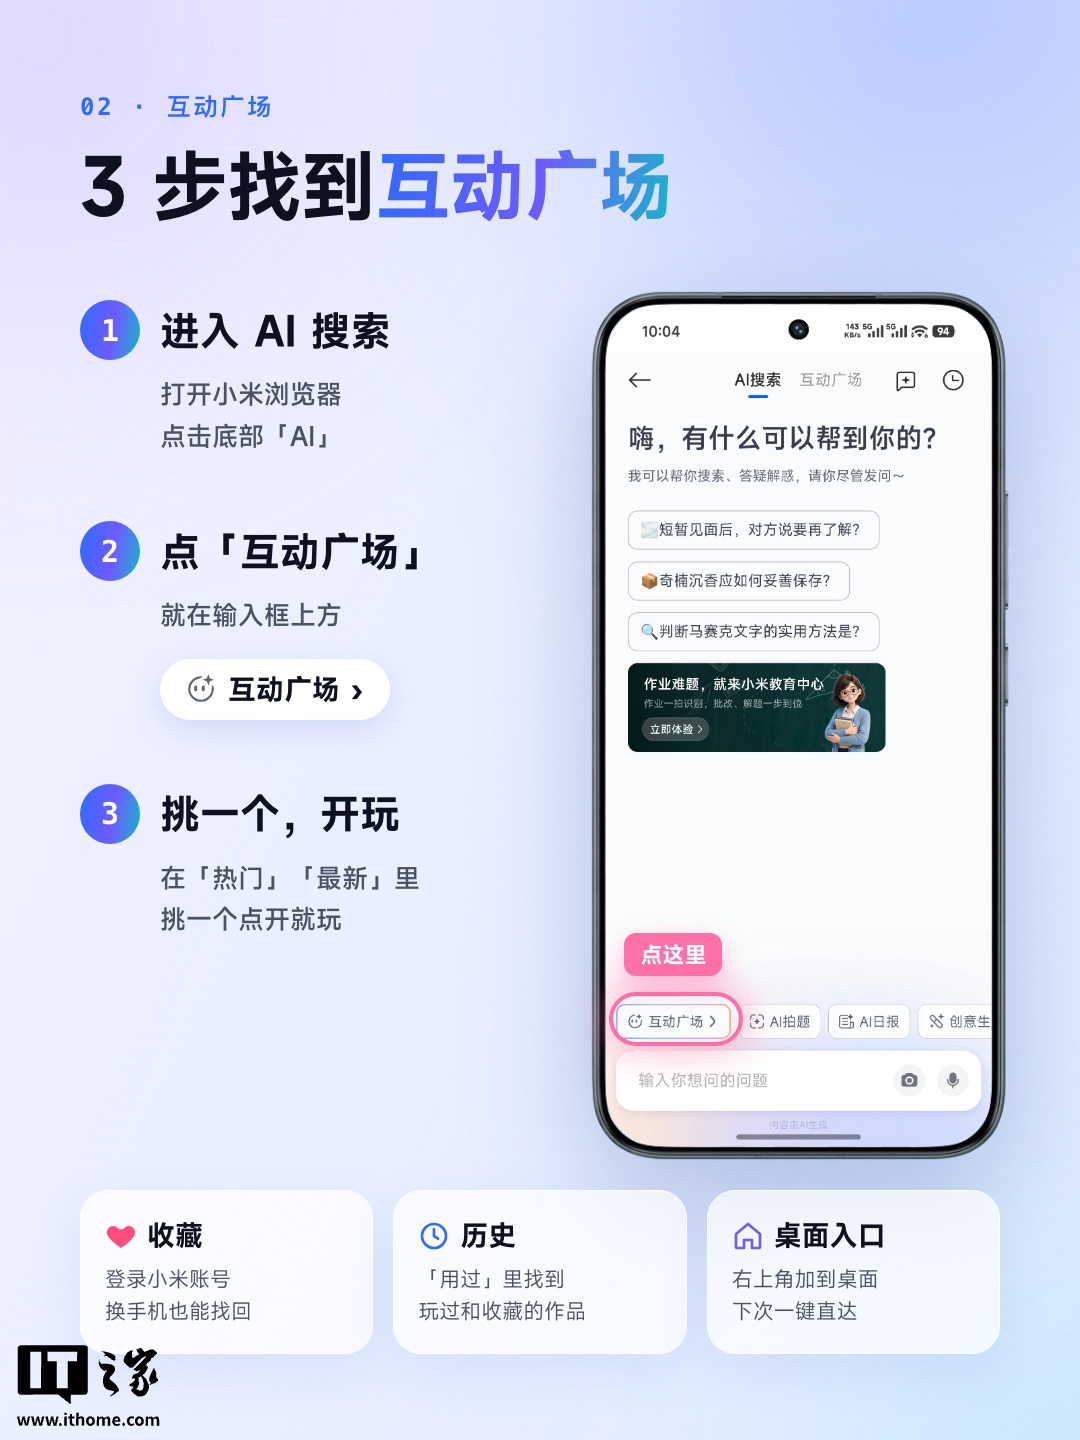 02 · 互动广场
3 步找到互动广场
1 进入 AI 搜索
打开小米浏览器
点击底部「AI」
2 点「互动广场」
就在输入框上方
互动广场 ›
3 挑一个，开玩
在「热门」「最新」里
挑一个点开就玩
10:04 143 KB/s 5G 5G 94
AI搜索 互动广场
嗨，有什么可以帮到你的？
我可以帮你搜索、答疑解惑，请你尽管发问～
短暂见面后，对方说要再了解？
奇楠沉香应如何妥善保存？
判断马赛克文字的实用方法是？
作业难题，就来小米教育中心
作业一拍识别，批改、解题一步到位
立即体验 >
点这里
互动广场 > AI拍题 AI日报 创意生
输入你想问的问题
内容由AI生成
收藏
登录小米账号
换手机也能找回
历史
「用过」里找到
玩过和收藏的作品
桌面入口
右上角加到桌面
下次一键直达
IT之家
www.ithome.com